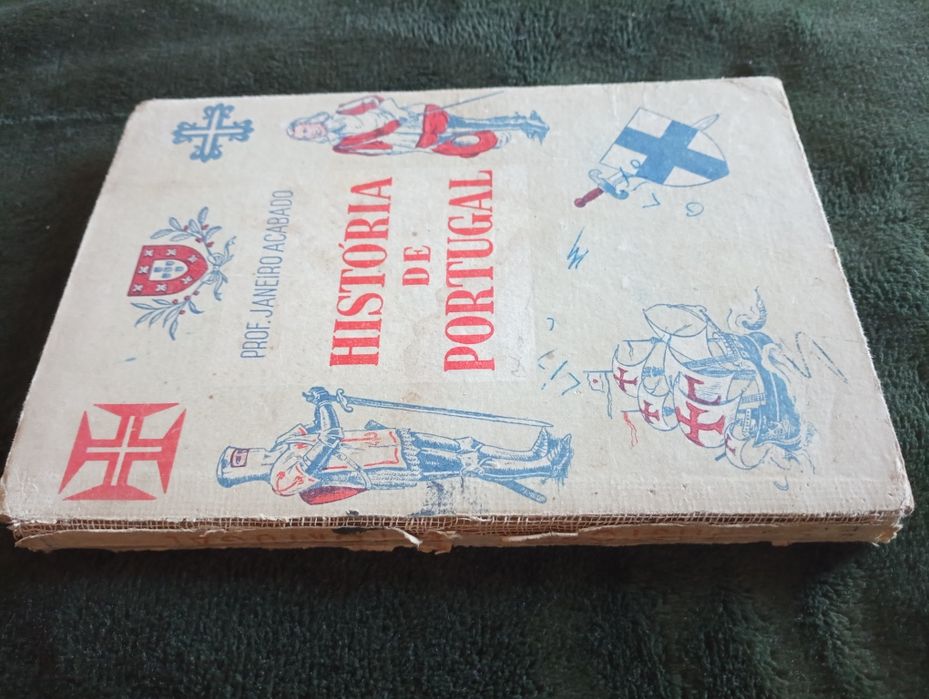 PROF. JANEIRO ACABADO
HISTÓRIA
DE
PORTUGAL